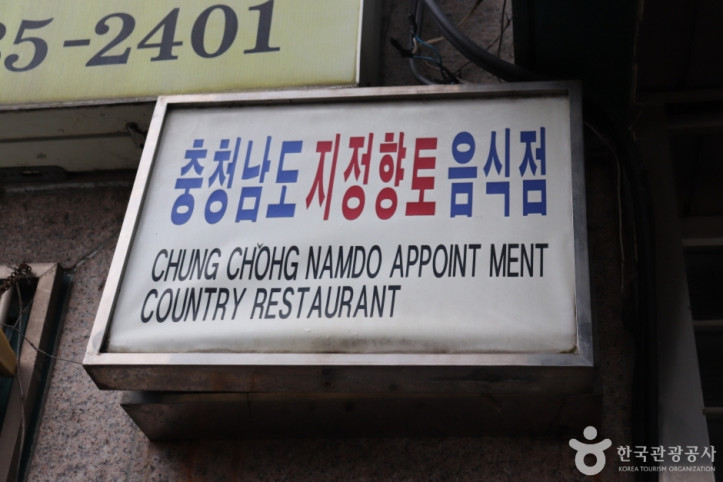 35-2401
충청남도 지정향토 음식점
CHUNG CHǑHG NAMDO APPOINT MENT
COUNTRY RESTAURANT
한국관광공사
KOREA TOURISM ORGANIZATION